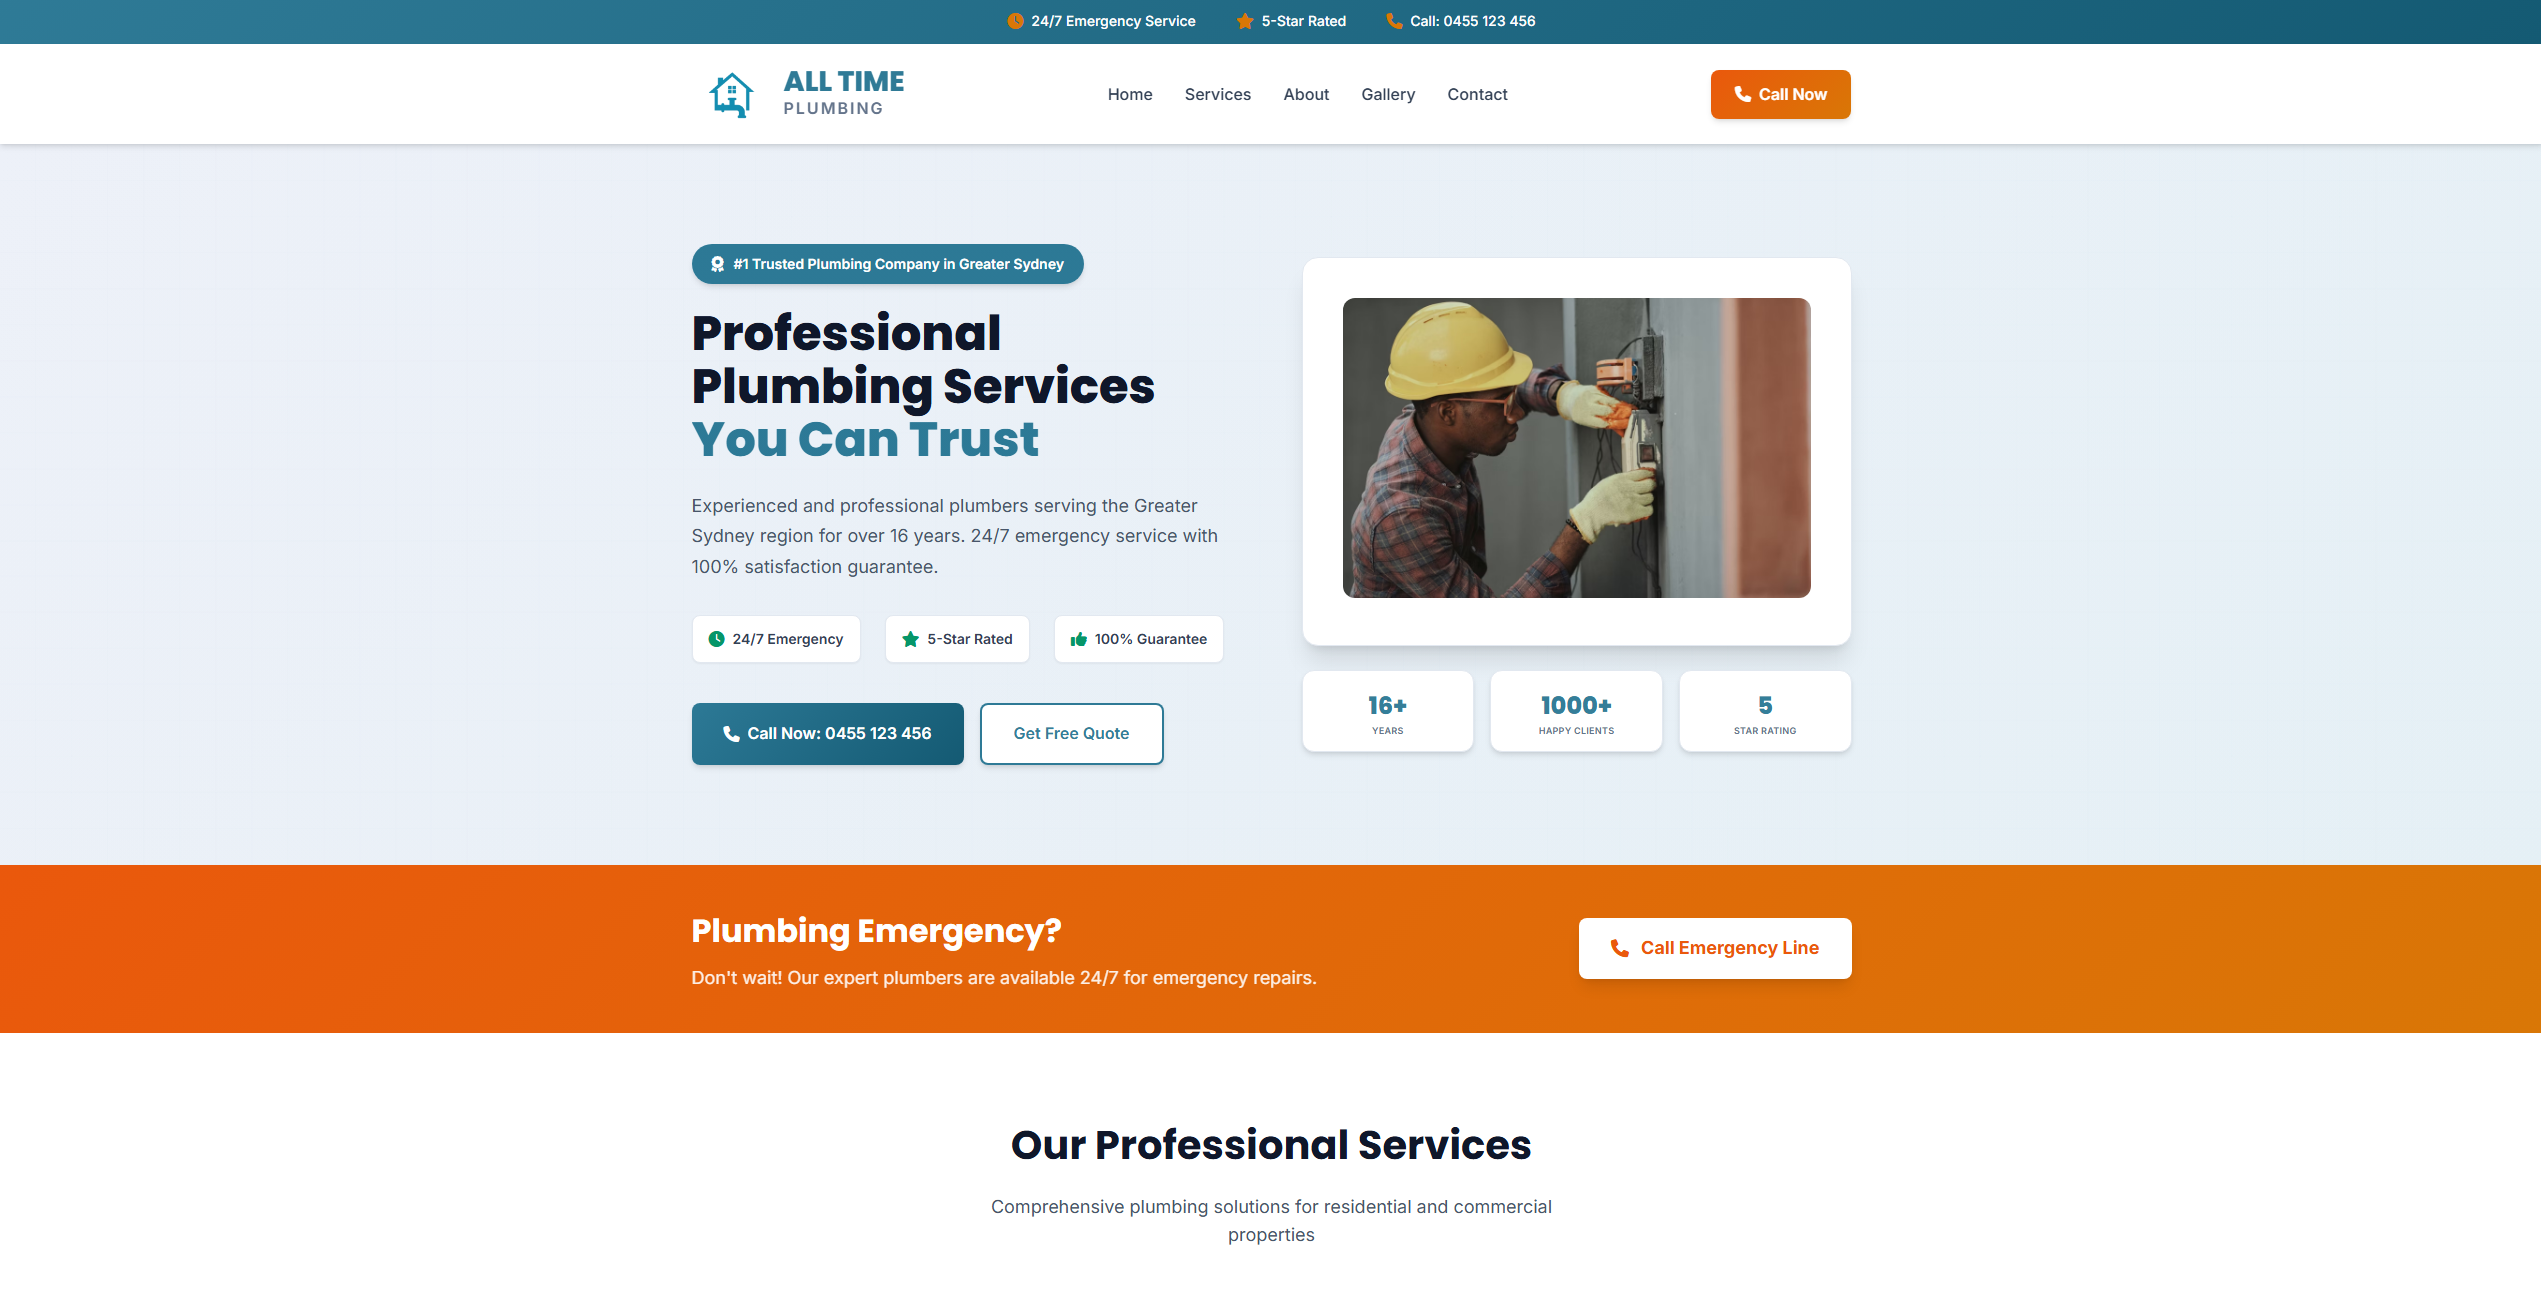 24/7 Emergency Service
5-Star Rated
Call: 0455 123 456
ALL TIME
PLUMBING
Home
Services
About
Gallery
Contact
Call Now
#1 Trusted Plumbing Company in Greater Sydney
Professional
Plumbing Services
You Can Trust
Experienced and professional plumbers serving the Greater
Sydney region for over 16 years. 24/7 emergency service with
100% satisfaction guarantee.
24/7 Emergency
5-Star Rated
100% Guarantee
Call Now: 0455 123 456
Get Free Quote
16+
YEARS
1000+
HAPPY CLIENTS
5
STAR RATING
Plumbing Emergency?
Don't wait! Our expert plumbers are available 24/7 for emergency repairs.
Call Emergency Line
Our Professional Services
Comprehensive plumbing solutions for residential and commercial
properties